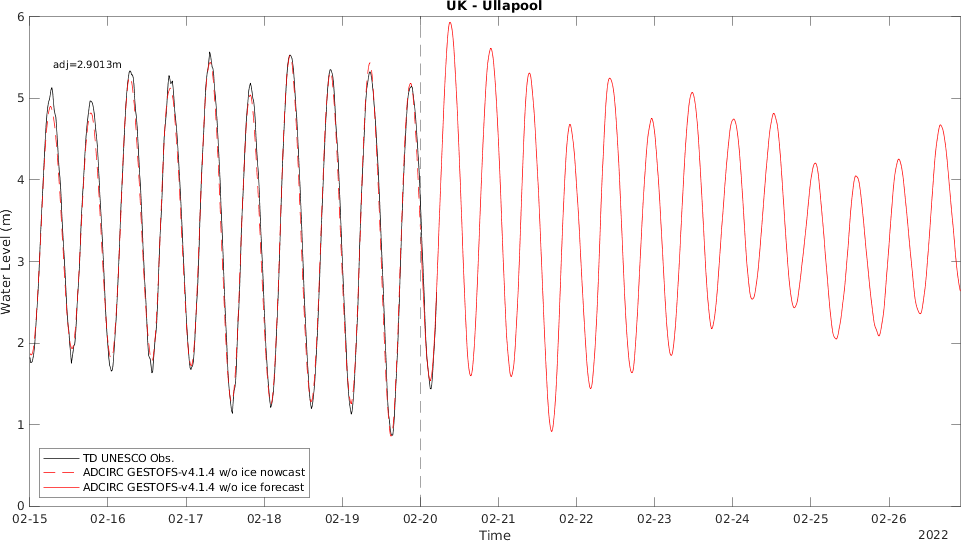 UK - Ullapool
adj=2.9013m
Water Level (m)
6
5
4
3
2
1
0
TD UNESCO Obs.
ADCIRC GESTOFS-v4.1.4 w/o ice nowcast
ADCIRC GESTOFS-v4.1.4 w/o ice forecast
02-15 02-16 02-17 02-18 02-19 02-20 02-21 02-22 02-23 02-24 02-25 02-26
Time
2022